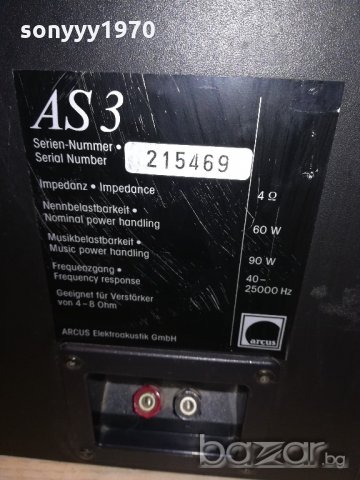 sonyyy1970
AS 3
Serien-Nummer •
Serial Number
215469
Impedanz • Impedance
4 Ω
Nennbelastbarkeit •
Nominal power handling
60 W
Musikbelastbarkeit •
Music power handling
90 W
Frequenzgang •
Frequency response
40–
25000 Hz
Geeignet für Verstärker
von 4–8 Ohm
ARCUS Elektroakustik GmbH
arcus
bазар.bg